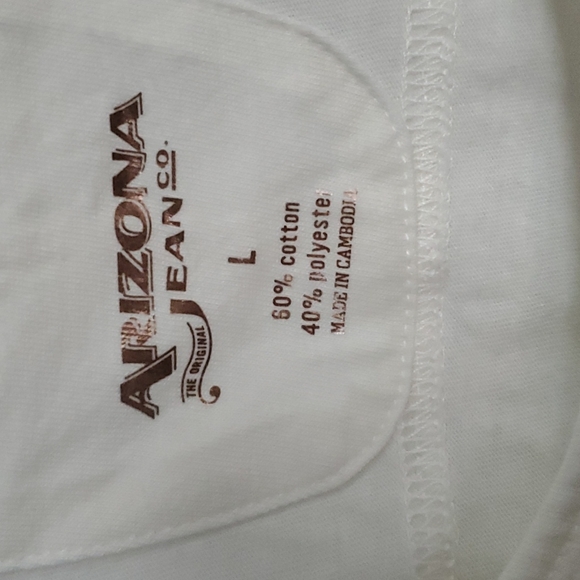 ARIZONA
JEAN CO.
THE ORIGINAL
L
60% cotton
40% polyester
MADE IN CAMBODIA